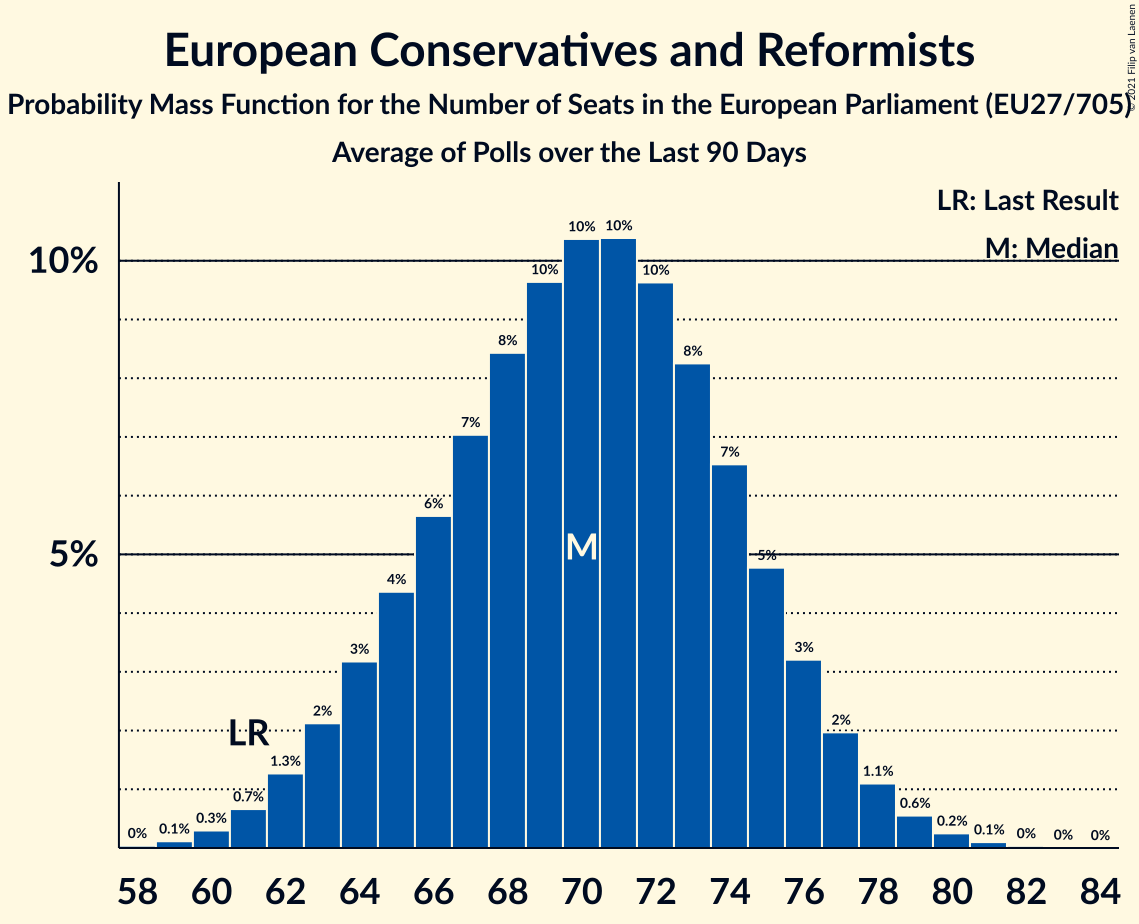 European Conservatives and Reformists
Probability Mass Function for the Number of Seats in the European Parliament (EU27/705)
Average of Polls over the Last 90 Days
© 2021 Filip van Laenen
LR: Last Result
M: Median
10%
5%
0% 0.1% 0.3% 0.7% 1.3% 2% 3% 4% 6% 7% 8% 10% 10% 10% 10% 8% 7% 5% 3% 2% 1.1% 0.6% 0.2% 0.1% 0% 0% 0%
LR
M
58 60 62 64 66 68 70 72 74 76 78 80 82 84